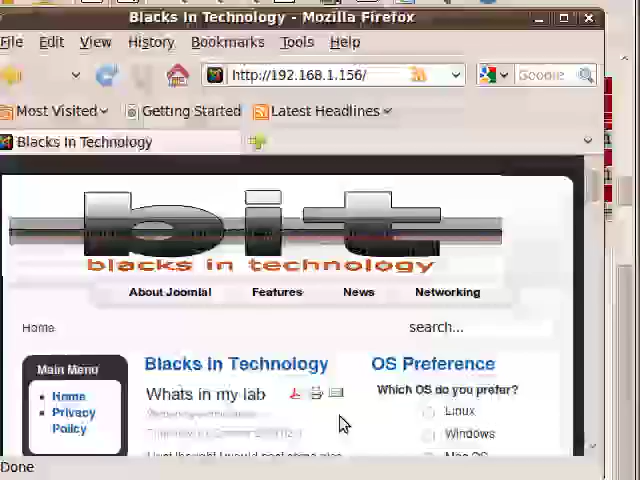 Blacks In Technology - Mozilla Firefox
File Edit View History Bookmarks Tools Help
http://192.168.1.156/ Google
Most Visited Getting Started Latest Headlines
Blacks In Technology
bit
blacks in technology
About Joomla! Features News Networking
Home search...
Main Menu
Home
Privacy Policy
Blacks In Technology
Whats in my lab
OS Preference
Which OS do you prefer?
Linux
Windows
Mac OS
Done